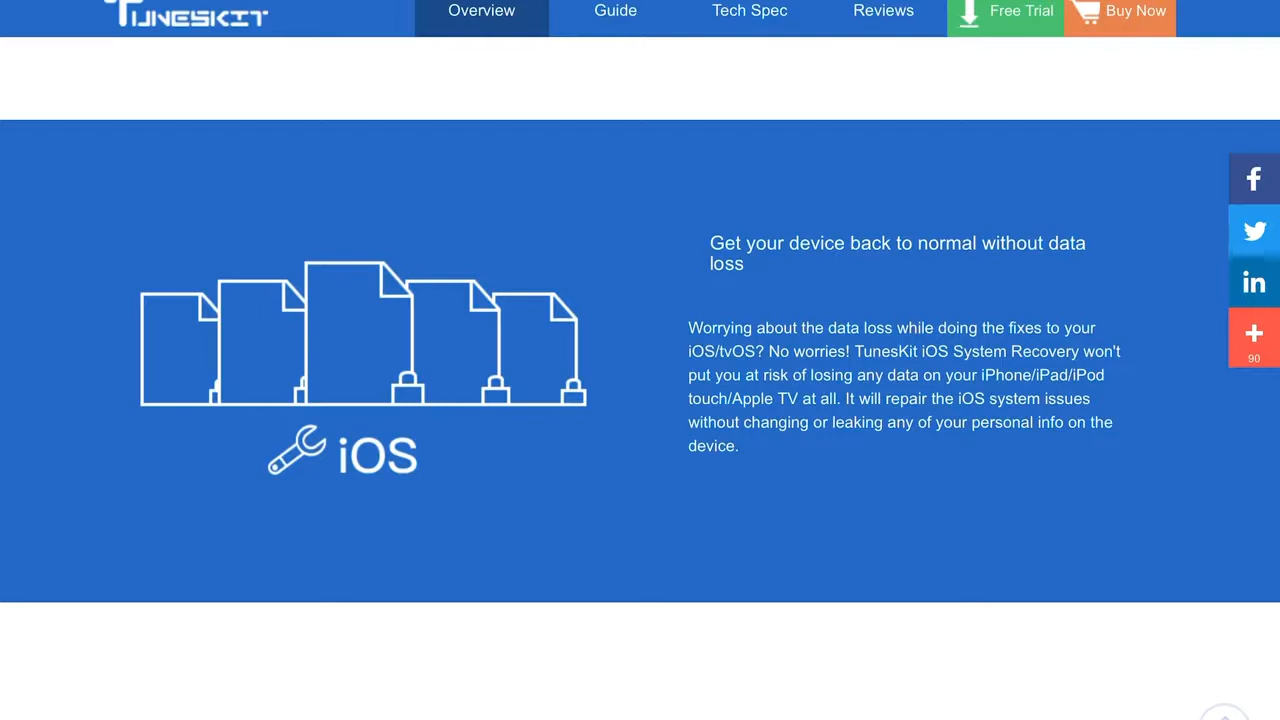 TUNESKIT
Overview
Guide
Tech Spec
Reviews
Free Trial
Buy Now
Get your device back to normal without data
loss
Worrying about the data loss while doing the fixes to your
iOS/tvOS? No worries! TunesKit iOS System Recovery won't
put you at risk of losing any data on your iPhone/iPad/iPod
touch/Apple TV at all. It will repair the iOS system issues
without changing or leaking any of your personal info on the
device.
iOS
f
in
90